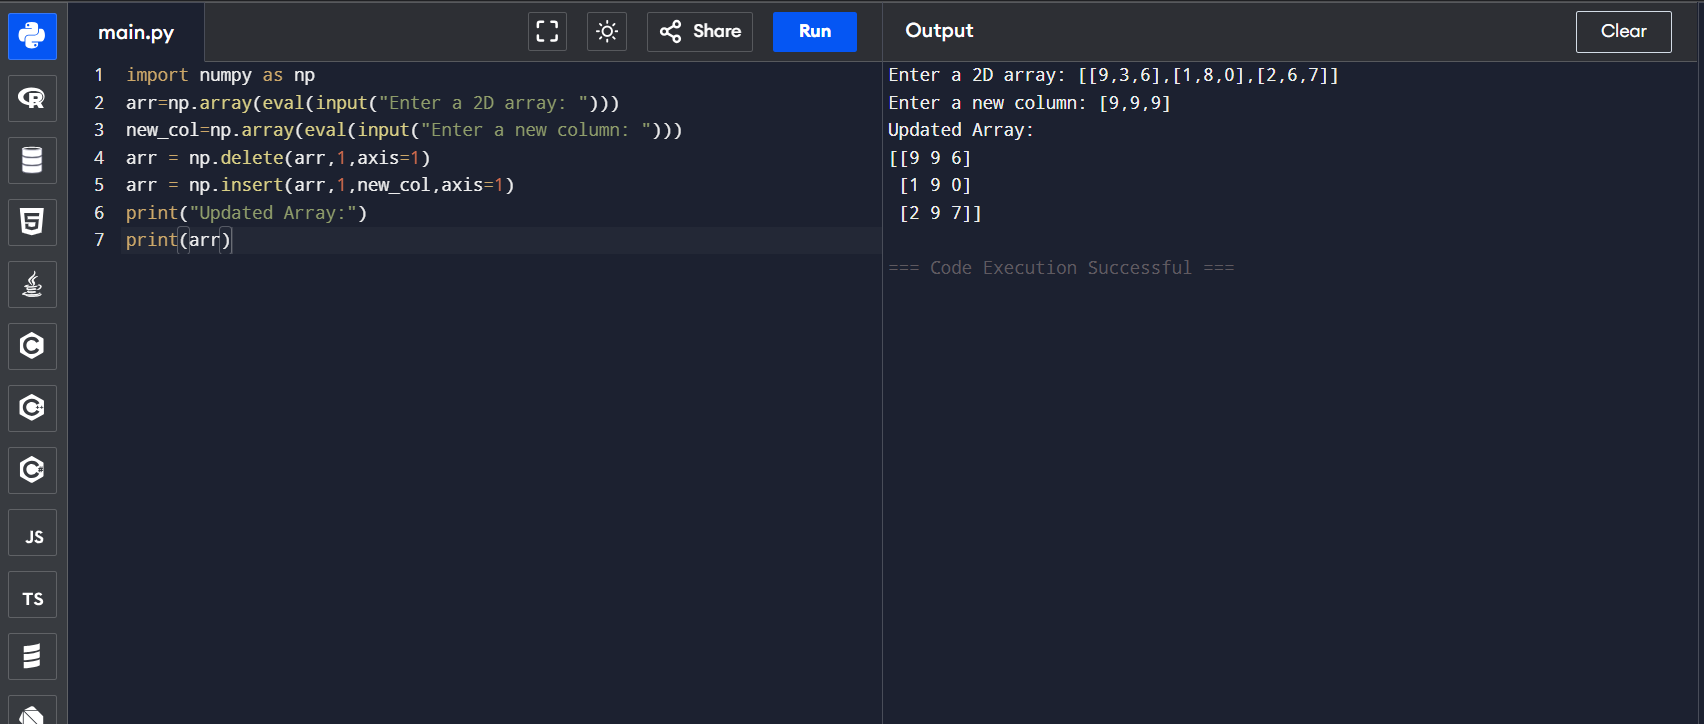 main.py
Share
Run
Output
Clear
1 import numpy as np
2 arr=np.array(eval(input("Enter a 2D array: ")))
3 new_col=np.array(eval(input("Enter a new column: ")))
4 arr = np.delete(arr,1,axis=1)
5 arr = np.insert(arr,1,new_col,axis=1)
6 print("Updated Array:")
7 print(arr)
Enter a 2D array: [[9,3,6],[1,8,0],[2,6,7]]
Enter a new column: [9,9,9]
Updated Array:
[[9 9 6]
 [1 9 0]
 [2 9 7]]
=== Code Execution Successful ===
R
5
C
C++
C#
JS
TS